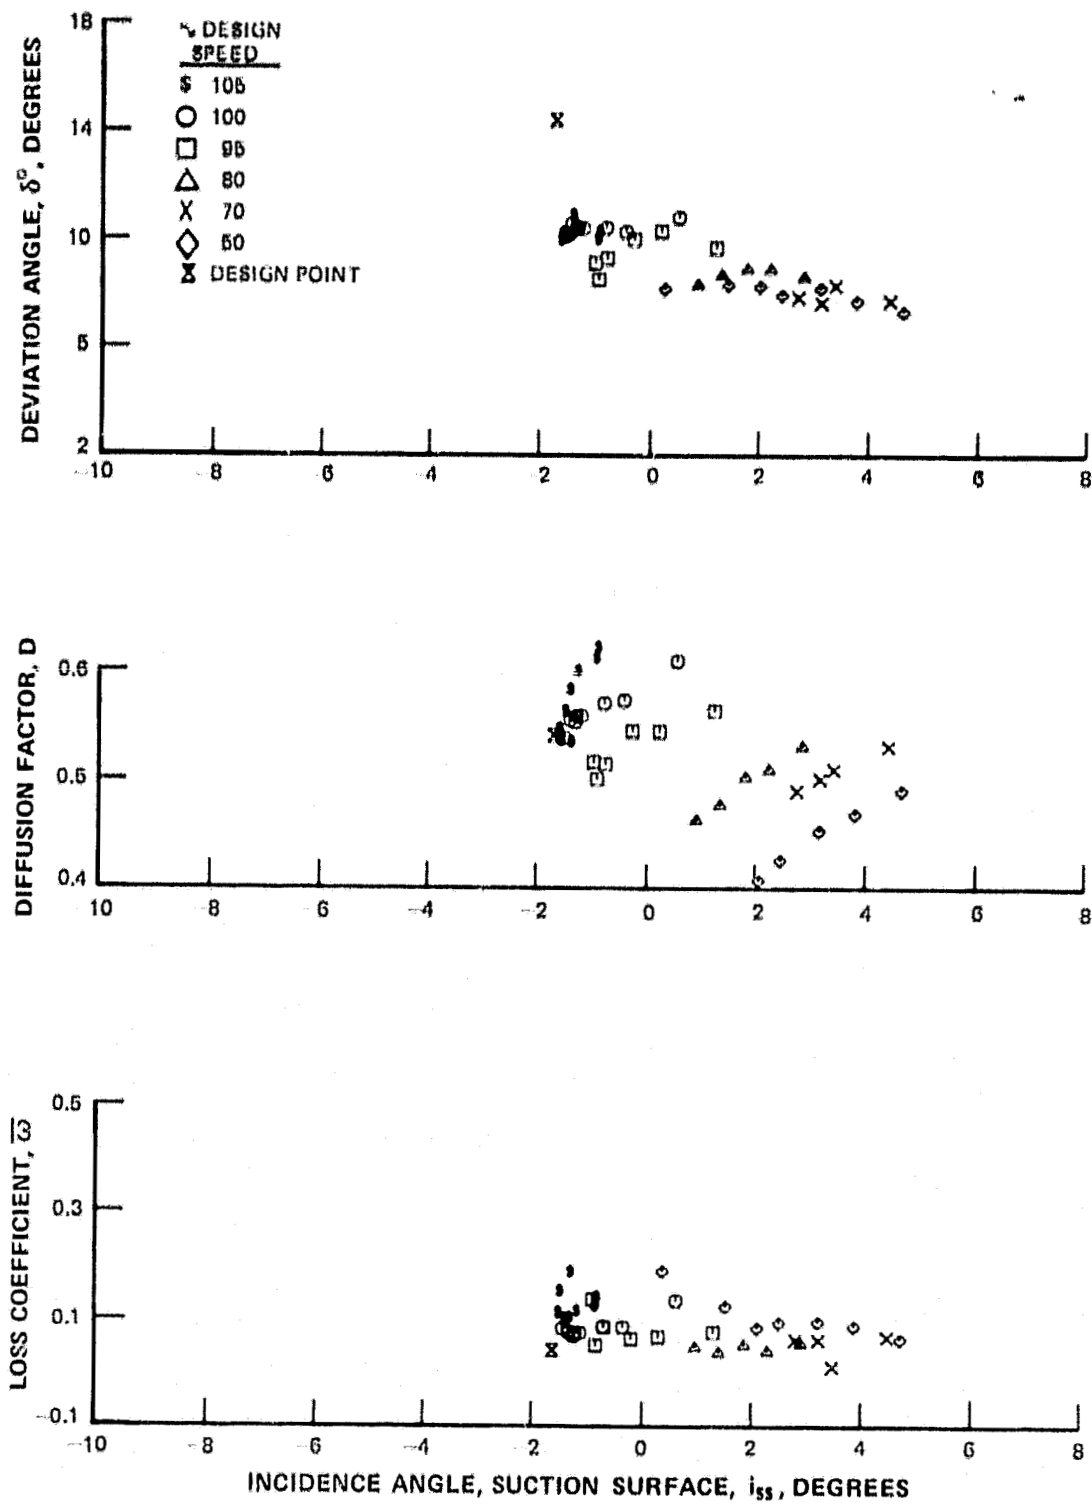 DEVIATION ANGLE, δ°, DEGREES
18
14
10
6
2
% DESIGN
SPEED
105
100
95
80
70
50
DESIGN POINT
-10 -8 -6 -4 -2 0 2 4 6 8
DIFFUSION FACTOR, D
0.6
0.5
0.4
10 -8 -6 -4 -2 0 2 4 6 8
LOSS COEFFICIENT, ω̅
0.5
0.3
0.1
-0.1
-10 -8 -6 -4 -2 0 2 4 6 8
INCIDENCE ANGLE, SUCTION SURFACE, iss, DEGREES